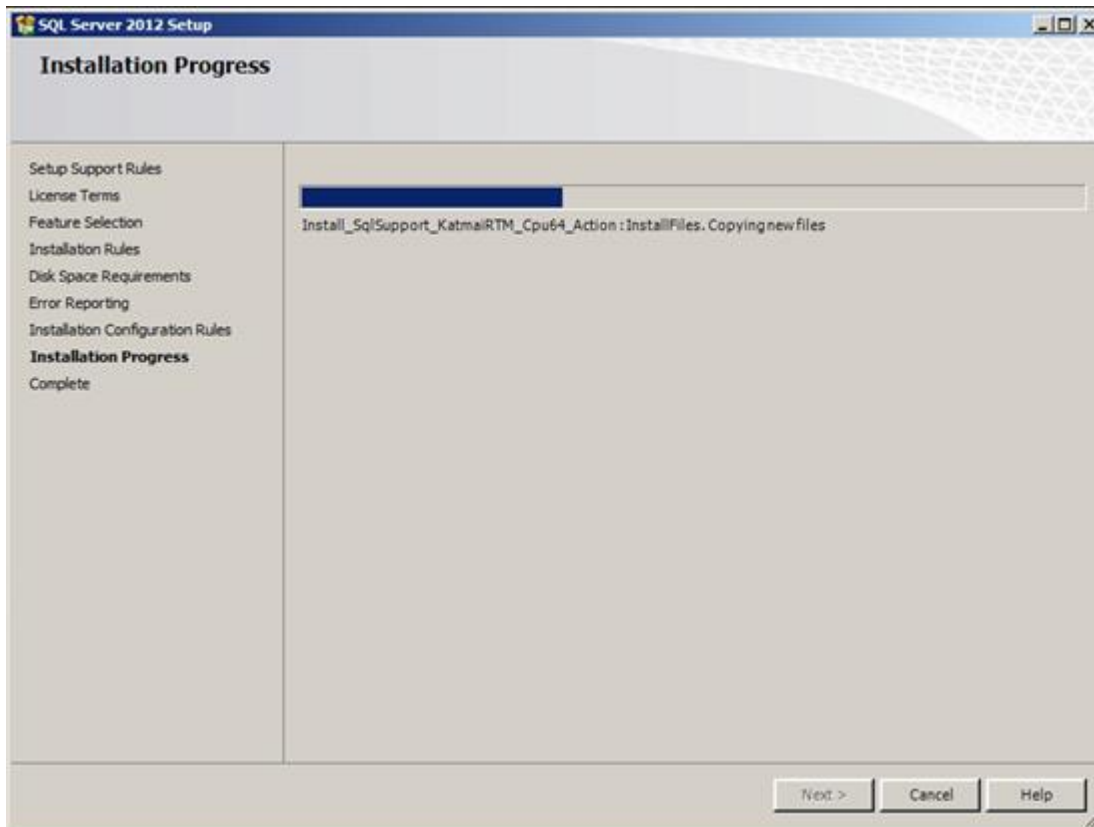 SQL Server 2012 Setup
Installation Progress
Setup Support Rules
License Terms
Feature Selection
Installation Rules
Disk Space Requirements
Error Reporting
Installation Configuration Rules
Installation Progress
Complete
Install_SqlSupport_KatmaiRTM_Cpu64_Action : InstallFiles. Copying new files
Next >
Cancel
Help